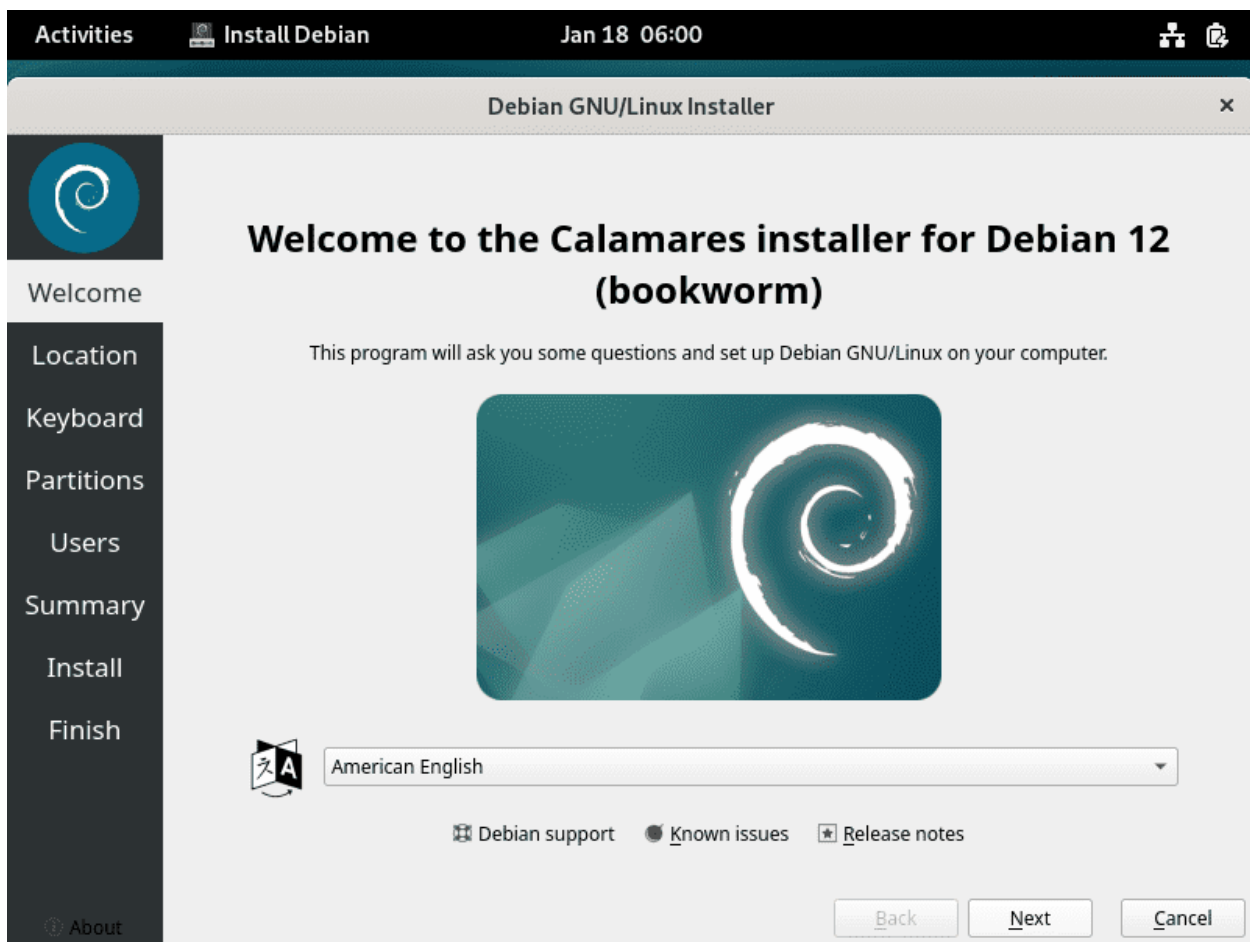 Activities Install Debian Jan 18 06:00
Debian GNU/Linux Installer
Welcome
Location
Keyboard
Partitions
Users
Summary
Install
Finish
About
Welcome to the Calamares installer for Debian 12
(bookworm)
This program will ask you some questions and set up Debian GNU/Linux on your computer.
American English
Debian support Known issues Release notes
Back Next Cancel